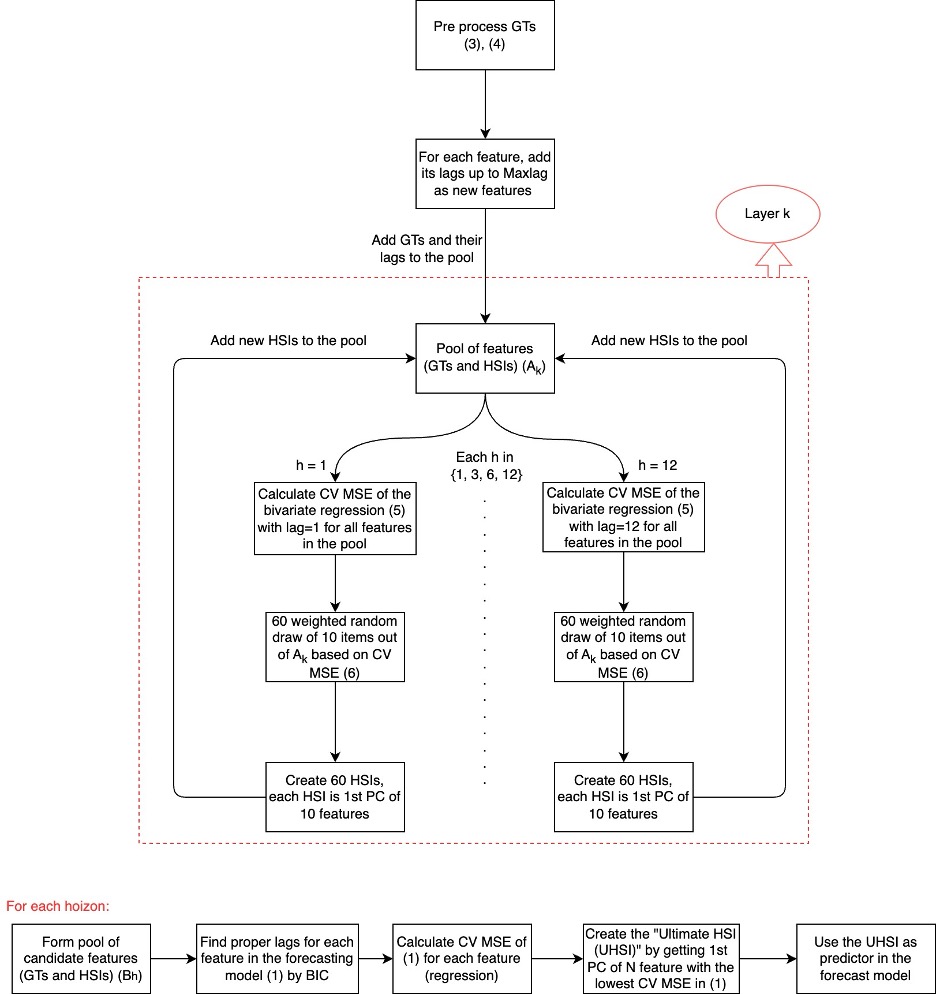 Pre process GTs
(3), (4)
For each feature, add
its lags up to Maxlag
as new features
Layer k
Add GTs and their
lags to the pool
Add new HSIs to the pool
Pool of features
(GTs and HSIs) (Ak)
Add new HSIs to the pool
h = 1
Each h in
{1, 3, 6, 12}
h = 12
Calculate CV MSE of the
bivariate regression (5)
with lag=1 for all features
in the pool
Calculate CV MSE of the
bivariate regression (5)
with lag=12 for all
features in the pool
60 weighted random
draw of 10 items out
of Ak based on CV
MSE (6)
60 weighted random
draw of 10 items out
of Ak based on CV
MSE (6)
Create 60 HSIs,
each HSI is 1st PC of
10 features
Create 60 HSIs,
each HSI is 1st PC of
10 features
For each hoizon:
Form pool of
candidate features
(GTs and HSIs) (Bh)
Find proper lags for each
feature in the forecasting
model (1) by BIC
Calculate CV MSE of
(1) for each feature
(regression)
Create the "Ultimate HSI
(UHSI)" by getting 1st
PC of N feature with the
lowest CV MSE in (1)
Use the UHSI as
predictor in the
forecast model